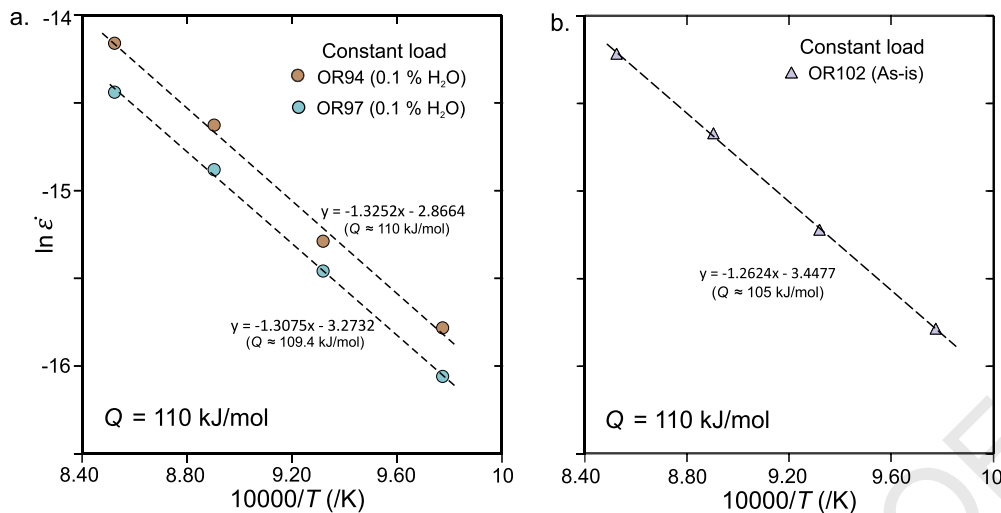 a.
-14
-15
-16
ln ε̇
Constant load
OR94 (0.1 % H₂O)
OR97 (0.1 % H₂O)
y = -1.3252x - 2.8664
(Q ≈ 110 kJ/mol)
y = -1.3075x - 3.2732
(Q ≈ 109.4 kJ/mol)
Q = 110 kJ/mol
8.40 9.80 9.20 9.60 10
10000/T (/K)
b.
Constant load
OR102 (As-is)
y = -1.2624x - 3.4477
(Q ≈ 105 kJ/mol)
Q = 110 kJ/mol
8.40 9.80 9.20 9.60 10
10000/T (/K)